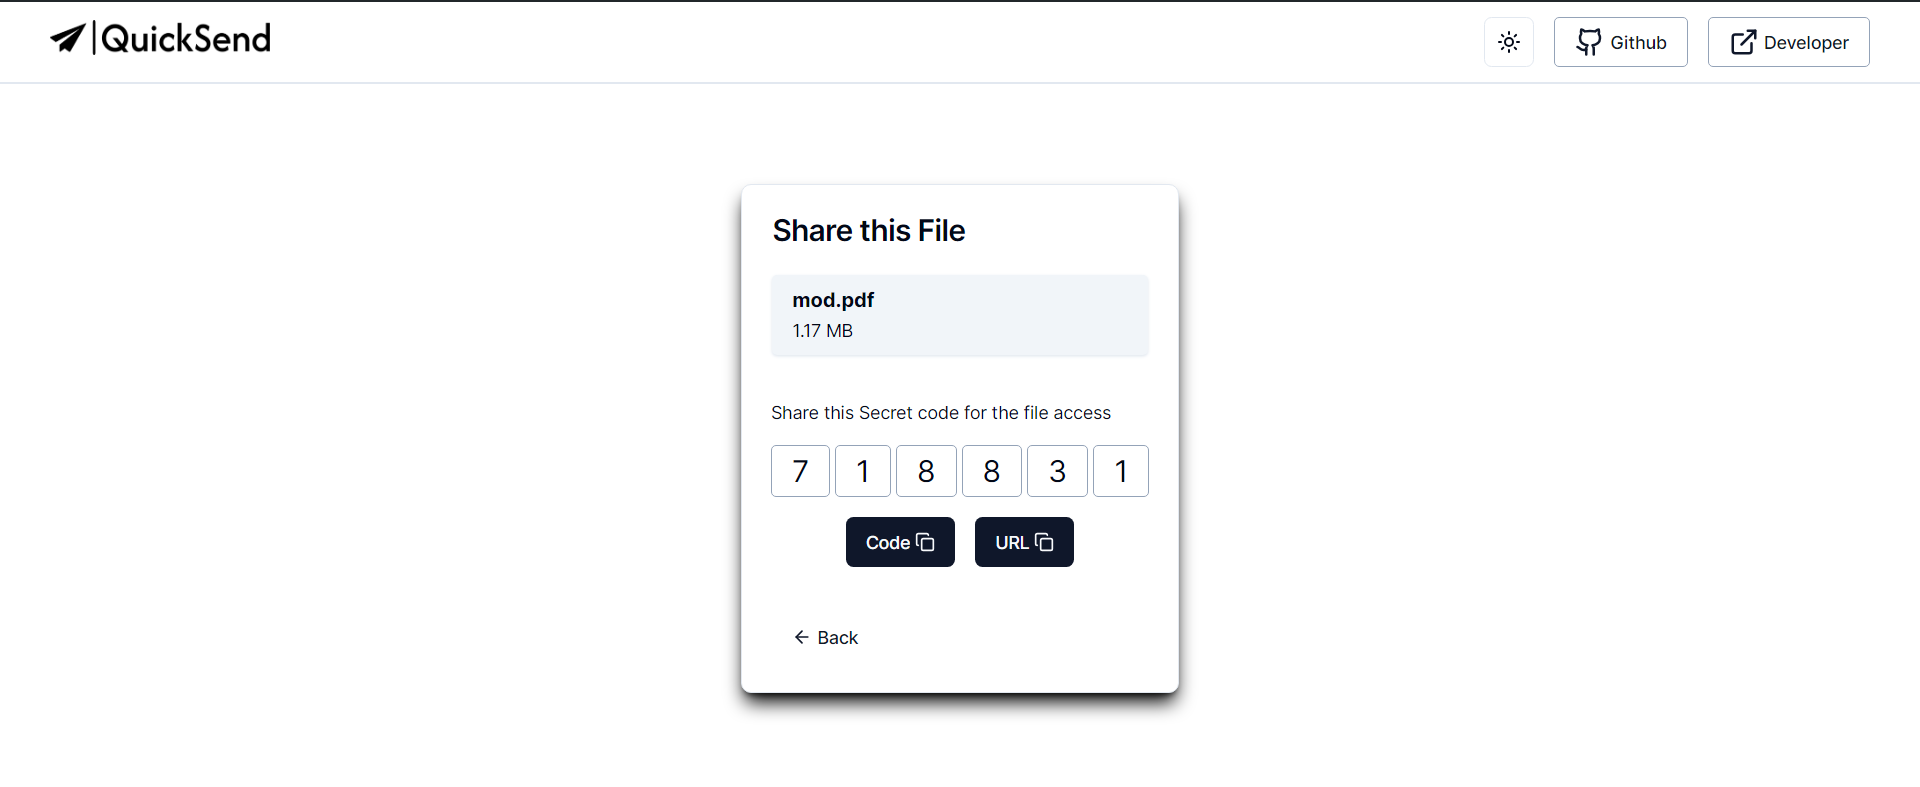 QuickSend
Github
Developer
Share this File
mod.pdf
1.17 MB
Share this Secret code for the file access
7 1 8 8 3 1
Code
URL
Back